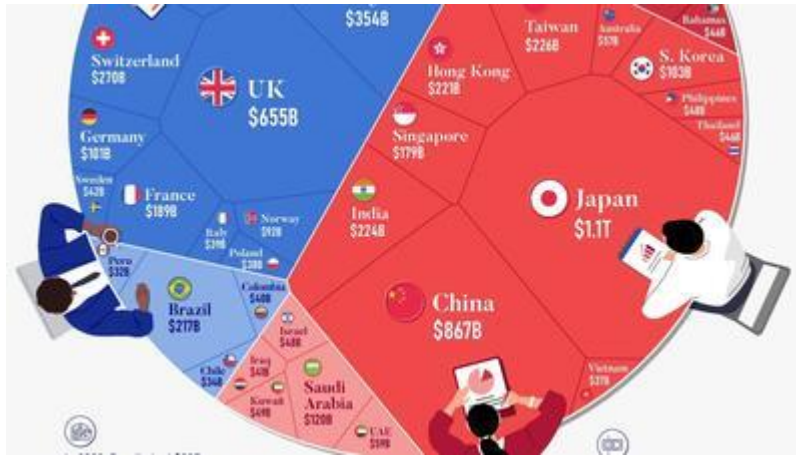 $354B
Switzerland
$270B
UK
$655B
Germany
$101B
Sweden
$42B
France
$189B
Italy
$39B
Norway
$92B
Poland
$38B
Taiwan
$226B
Australia
$57B
Bahamas
$44B
Hong Kong
$221B
S. Korea
$103B
Philippines
$40B
Thailand
$46B
Singapore
$179B
India
$224B
Japan
$1.1T
China
$867B
Vietnam
$37B
Peru
$32B
Brazil
$217B
Colombia
$40B
Chile
$34B
Israel
$48B
Iraq
$41B
Kuwait
$49B
Saudi
Arabia
$120B
UAE
$59B